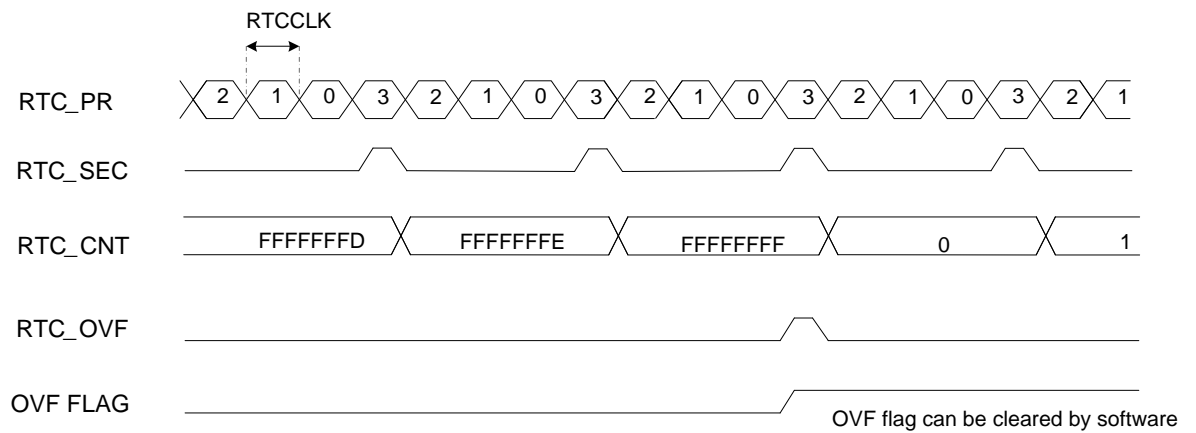 RTCCLK
RTC_PR 2 1 0 3 2 1 0 3 2 1 0 3 2 1 0 3 2 1
RTC_SEC
RTC_CNT FFFFFFFD FFFFFFFE FFFFFFFF 0 1
RTC_OVF
OVF FLAG
OVF flag can be cleared by software